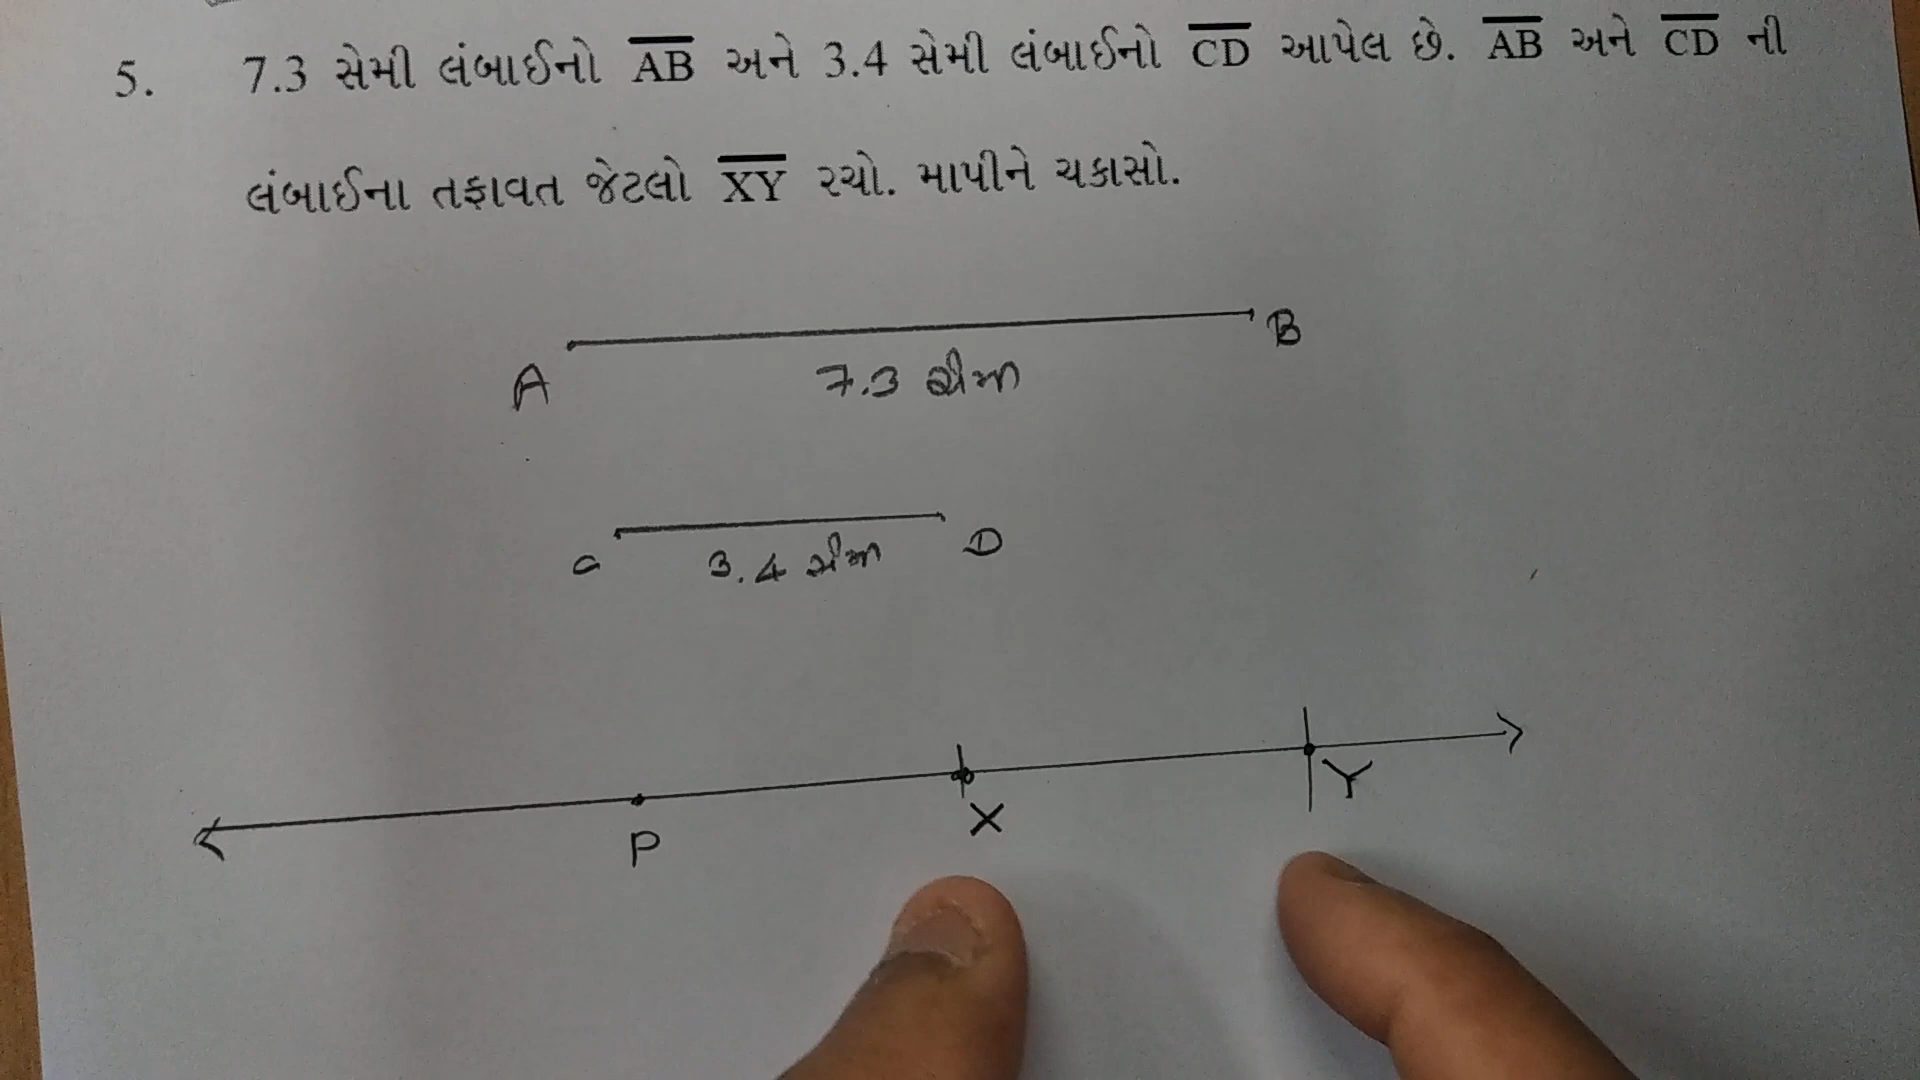 5. 7.3 સેમી લંબાઈનો AB અને 3.4 સેમી લંબાઈનો CD આપેલ છે. AB અને CD ની
લંબાઈના તફાવત જેટલો XY રચો. માપીને ચકાસો.
A B
7.3 સેમી
C D
3.4 સેમી
P X Y